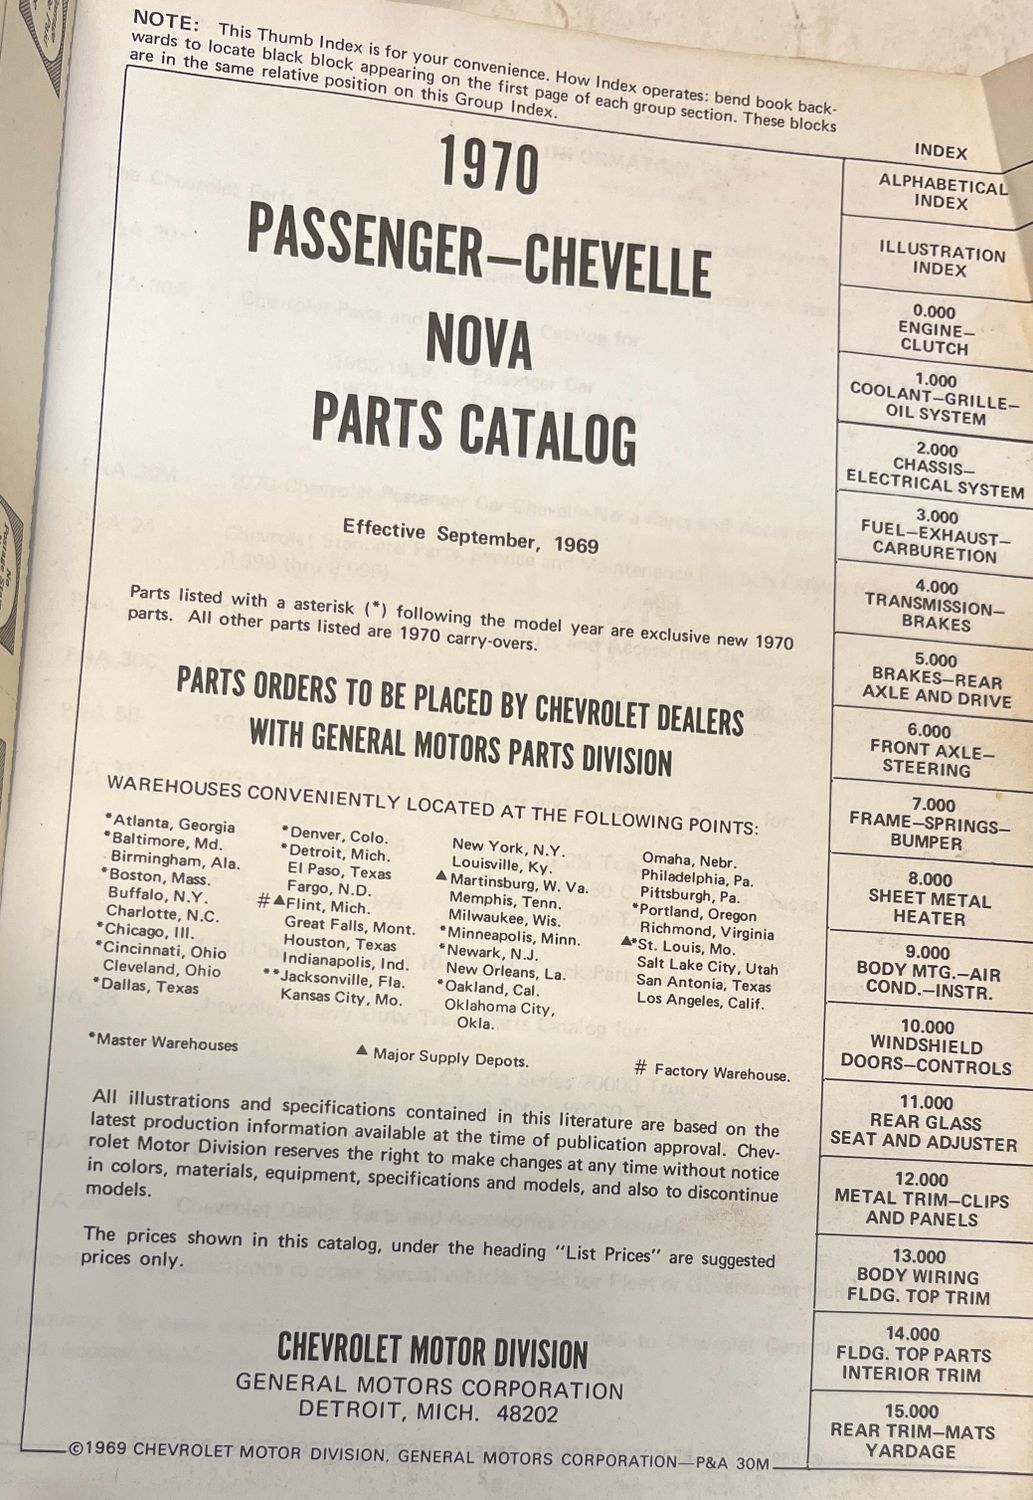 NOTE: This Thumb Index is for your convenience. How Index operates: bend book back-
wards to locate black block appearing on the first page of each group section. These blocks
are in the same relative position on this Group Index.
1970
PASSENGER—CHEVELLE
NOVA
PARTS CATALOG
Effective September, 1969
Parts listed with a asterisk (*) following the model year are exclusive new 1970
parts. All other parts listed are 1970 carry-overs.
PARTS ORDERS TO BE PLACED BY CHEVROLET DEALERS
WITH GENERAL MOTORS PARTS DIVISION
WAREHOUSES CONVENIENTLY LOCATED AT THE FOLLOWING POINTS:
*Atlanta, Georgia
*Baltimore, Md.
Birmingham, Ala.
*Boston, Mass.
Buffalo, N.Y.
Charlotte, N.C.
*Chicago, Ill.
*Cincinnati, Ohio
Cleveland, Ohio
*Dallas, Texas
*Denver, Colo.
*Detroit, Mich.
El Paso, Texas
Fargo, N.D.
#▲Flint, Mich.
Great Falls, Mont.
Houston, Texas
Indianapolis, Ind.
**Jacksonville, Fla.
Kansas City, Mo.
New York, N.Y.
Louisville, Ky.
▲Martinsburg, W. Va.
Memphis, Tenn.
Milwaukee, Wis.
*Minneapolis, Minn.
*Newark, N.J.
New Orleans, La.
*Oakland, Cal.
Oklahoma City,
Okla.
Omaha, Nebr.
Philadelphia, Pa.
Pittsburgh, Pa.
*Portland, Oregon
Richmond, Virginia
▲*St. Louis, Mo.
Salt Lake City, Utah
San Antonia, Texas
Los Angeles, Calif.
*Master Warehouses
▲ Major Supply Depots.
# Factory Warehouse.
All illustrations and specifications contained in this literature are based on the
latest production information available at the time of publication approval. Chev-
rolet Motor Division reserves the right to make changes at any time without notice
in colors, materials, equipment, specifications and models, and also to discontinue
models.
The prices shown in this catalog, under the heading "List Prices" are suggested
prices only.
CHEVROLET MOTOR DIVISION
GENERAL MOTORS CORPORATION
DETROIT, MICH. 48202
©1969 CHEVROLET MOTOR DIVISION, GENERAL MOTORS CORPORATION—P&A 30M
INDEX
ALPHABETICAL
INDEX
ILLUSTRATION
INDEX
0.000
ENGINE—
CLUTCH
1.000
COOLANT—GRILLE—
OIL SYSTEM
2.000
CHASSIS—
ELECTRICAL SYSTEM
3.000
FUEL—EXHAUST—
CARBURETION
4.000
TRANSMISSION—
BRAKES
5.000
BRAKES—REAR
AXLE AND DRIVE
6.000
FRONT AXLE—
STEERING
7.000
FRAME—SPRINGS—
BUMPER
8.000
SHEET METAL
HEATER
9.000
BODY MTG.—AIR
COND.—INSTR.
10.000
WINDSHIELD
DOORS—CONTROLS
11.000
REAR GLASS
SEAT AND ADJUSTER
12.000
METAL TRIM—CLIPS
AND PANELS
13.000
BODY WIRING
FLDG. TOP TRIM
14.000
FLDG. TOP PARTS
INTERIOR TRIM
15.000
REAR TRIM—MATS
YARDAGE